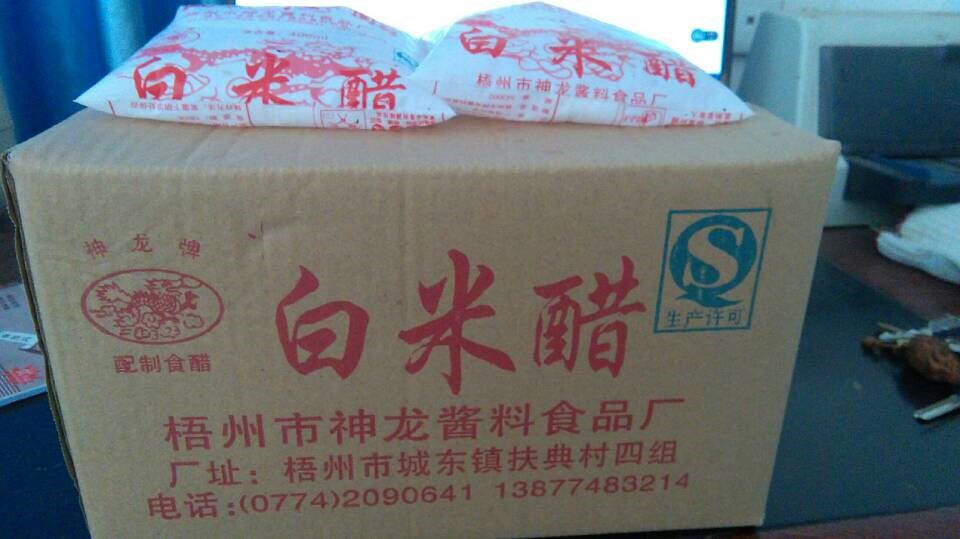 白米醋
白米醋
梧州市神龙酱料食品厂
神龙牌
配制食醋
白米醋
生产许可
梧州市神龙酱料食品厂
厂址：梧州市城东镇扶典村四组
电话:(0774)2090641 13877483214